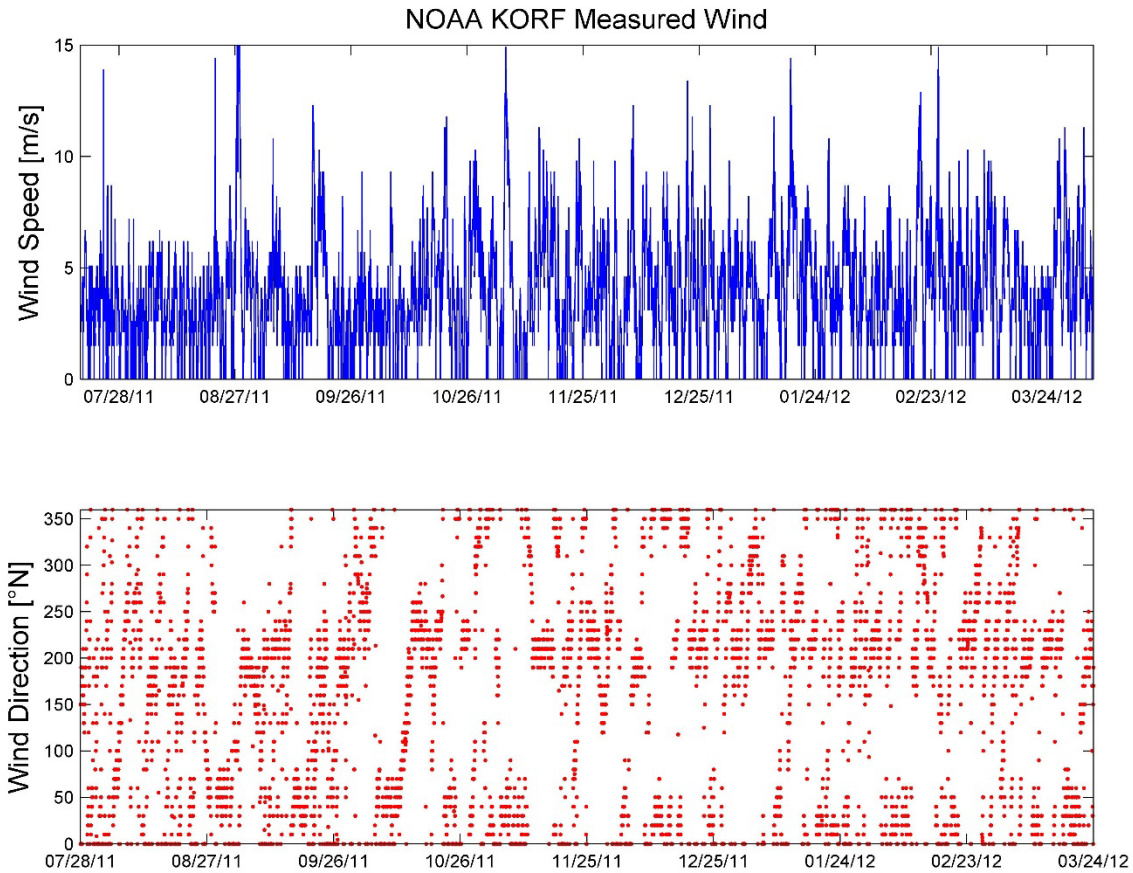 NOAA KORF Measured Wind
15
10
5
0
Wind Speed [m/s]
07/28/11 08/27/11 09/26/11 10/26/11 11/25/11 12/25/11 01/24/12 02/23/12 03/24/12
350
300
250
200
150
100
50
0
Wind Direction [°N]
07/28/11 08/27/11 09/26/11 10/26/11 11/25/11 12/25/11 01/24/12 02/23/12 03/24/12